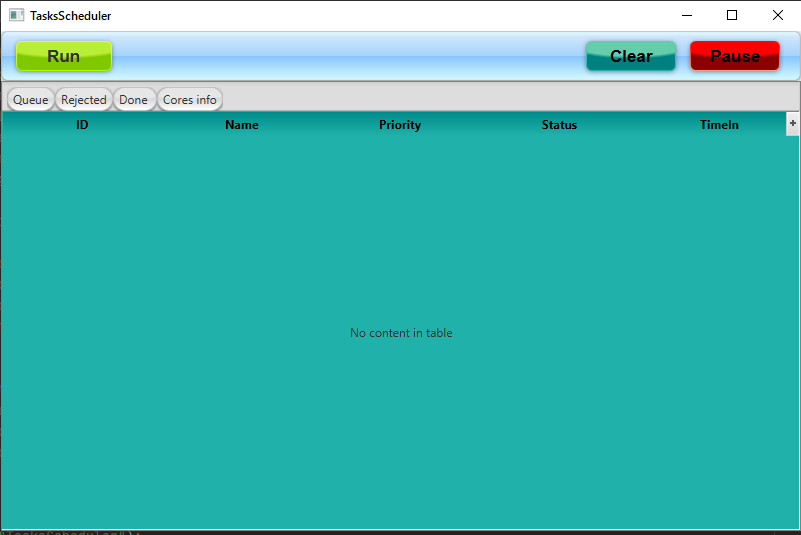 TasksScheduler
Run Clear Pause
Queue Rejected Done Cores info
ID Name Priority Status TimeIn +
No content in table